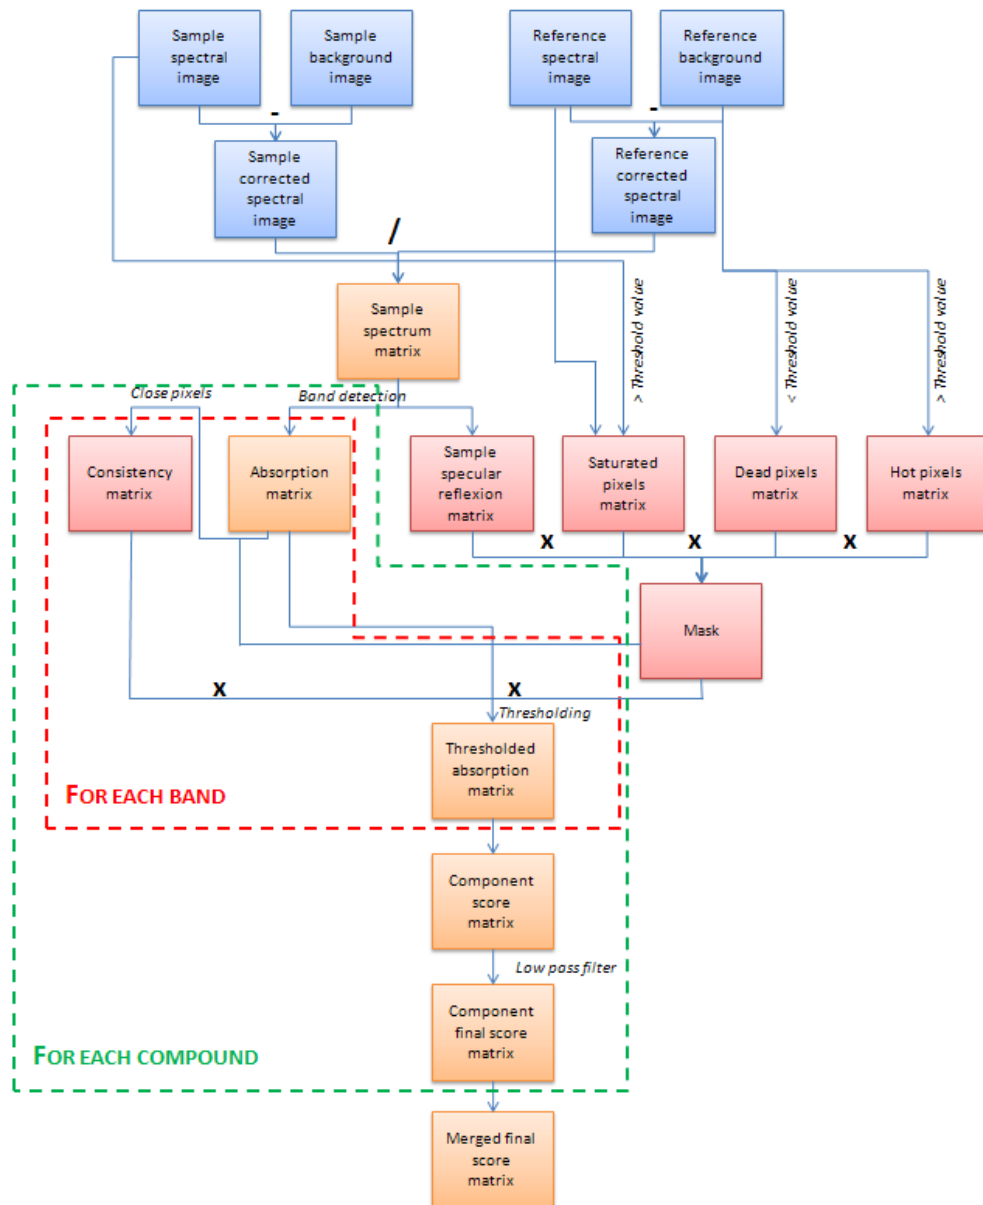 Sample
spectral
image
Sample
background
image
Reference
spectral
image
Reference
background
image
-
-
Sample
corrected
spectral
image
Reference
corrected
spectral
image
/
Sample
spectrum
matrix
> Threshold value
< Threshold value
> Threshold value
Close pixels
Band detection
Consistency
matrix
Absorption
matrix
Sample
specular
reflexion
matrix
Saturated
pixels
matrix
Dead pixels
matrix
Hot pixels
matrix
x
x
x
Mask
x
x
Thresholding
Thresholded
absorption
matrix
FOR EACH BAND
Component
score
matrix
Low pass filter
Component
final score
matrix
FOR EACH COMPOUND
Merged final
score
matrix